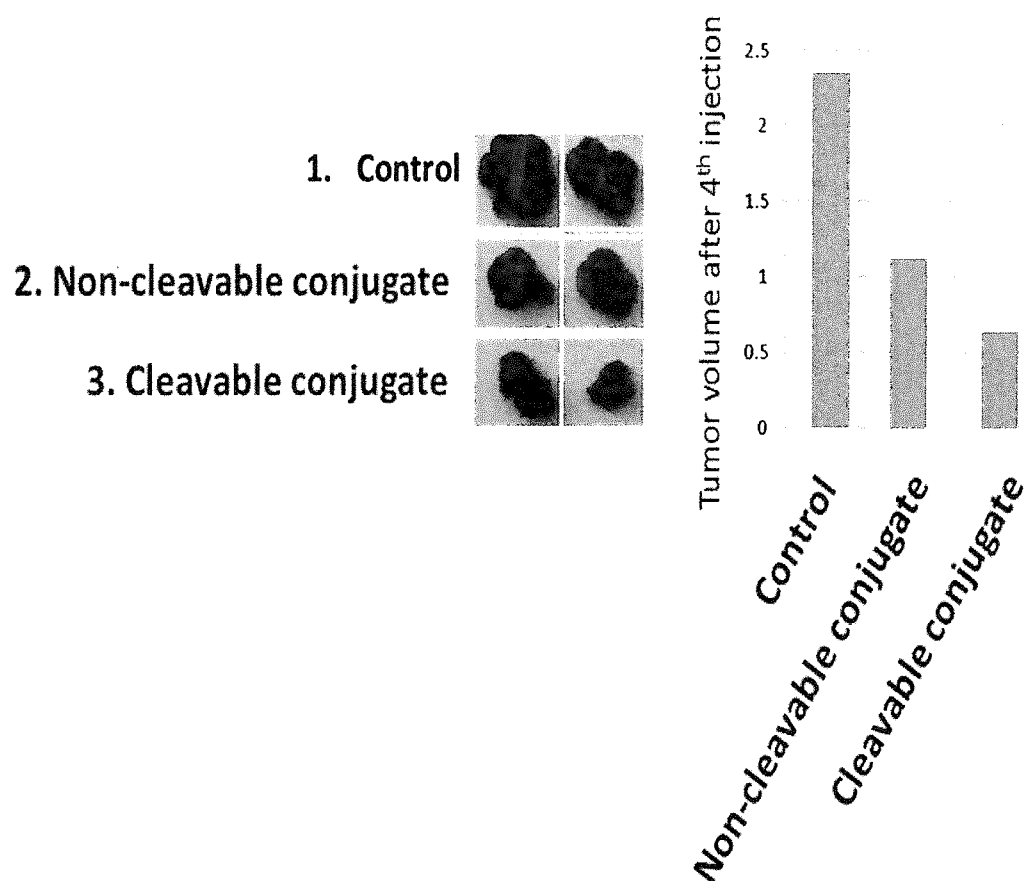 1. Control
2. Non-cleavable conjugate
3. Cleavable conjugate
Tumor volume after 4th injection
2.5
2
1.5
1
0.5
0
Control
Non-cleavable conjugate
Cleavable conjugate